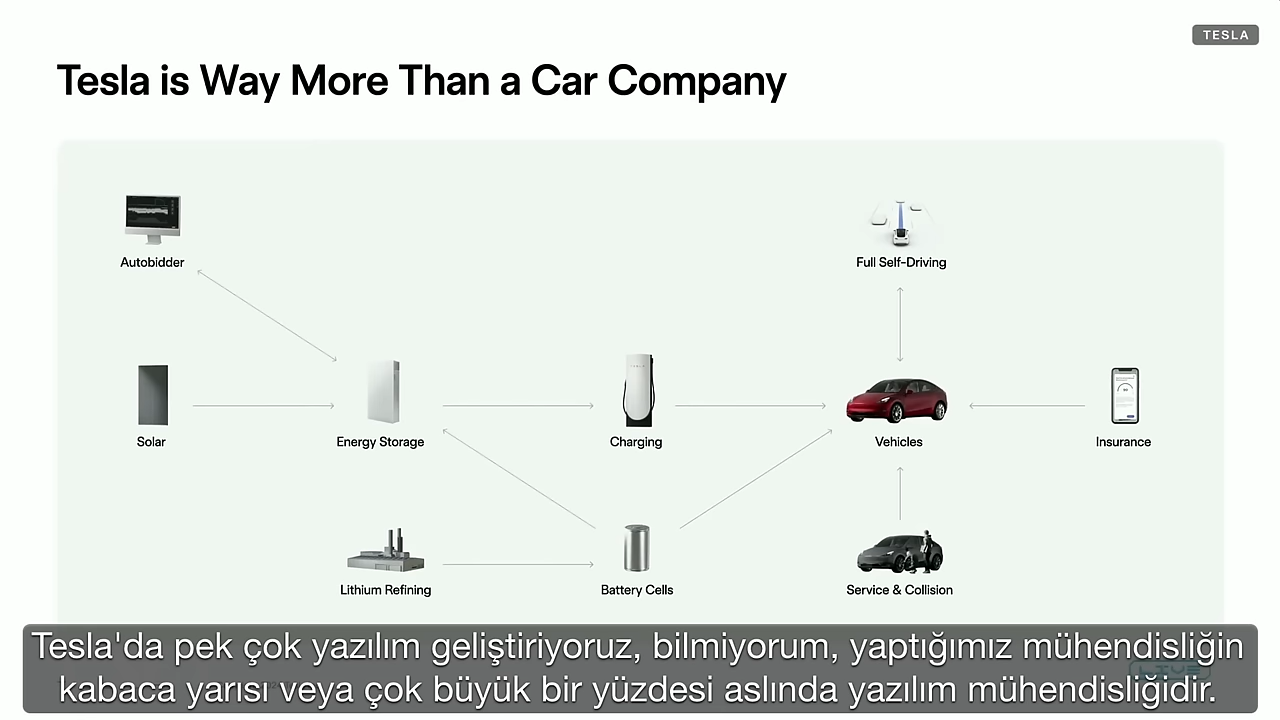 TESLA
Tesla is Way More Than a Car Company
Autobidder
Full Self-Driving
Solar
Energy Storage
Charging
Vehicles
Insurance
Lithium Refining
Battery Cells
Service & Collision
Tesla'da pek çok yazılım geliştiriyoruz, bilmiyorum, yaptığımız mühendisliğin
kabaca yarısı veya çok büyük bir yüzdesi aslında yazılım mühendisliğidir.